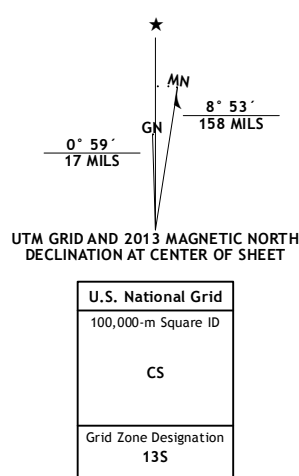 ★
MN
8° 53´
158 MILS
GN
0° 59´
17 MILS
UTM GRID AND 2013 MAGNETIC NORTH
DECLINATION AT CENTER OF SHEET
U.S. National Grid
100,000-m Square ID
CS
Grid Zone Designation
13S